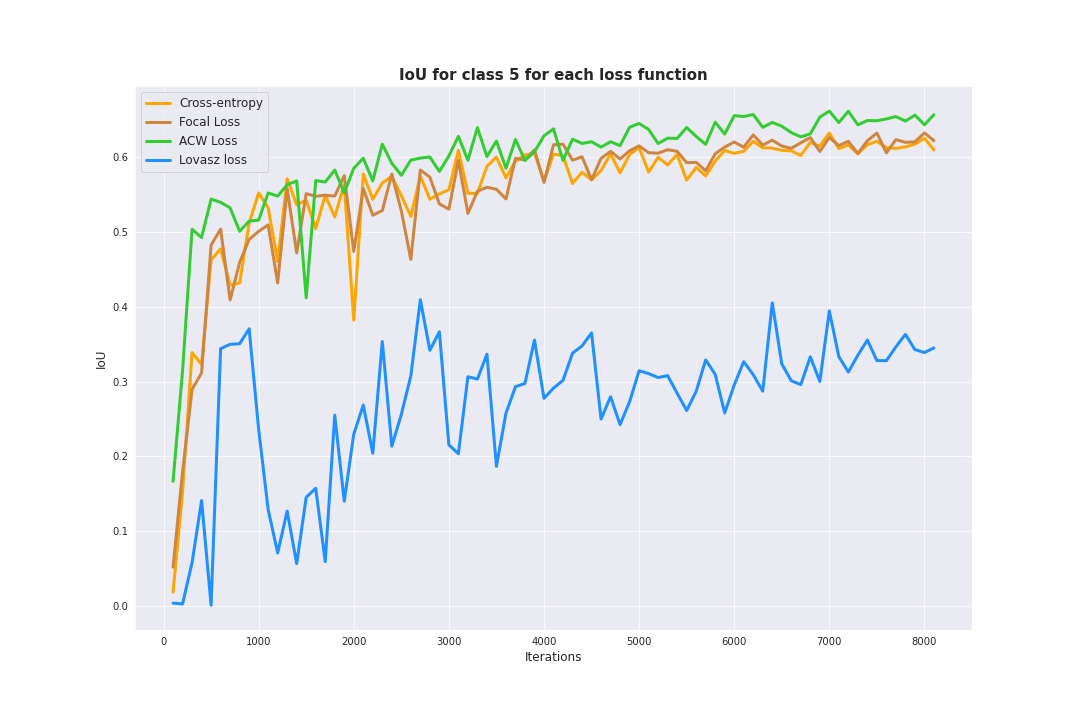 IoU for class 5 for each loss function
Cross-entropy
Focal Loss
ACW Loss
Lovasz loss
IoU
0.6
0.5
0.4
0.3
0.2
0.1
0.0
0 1000 2000 3000 4000 5000 6000 7000 8000
Iterations